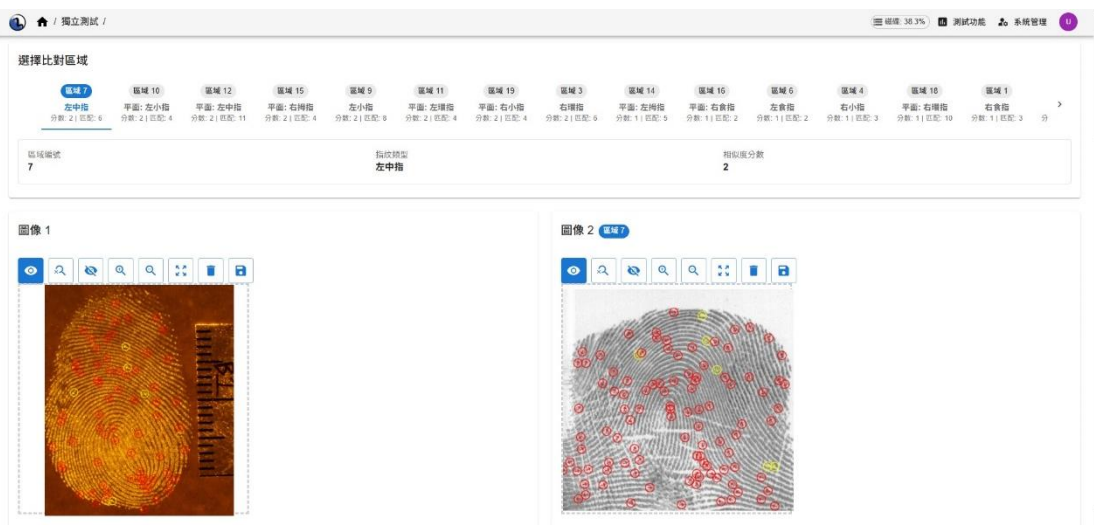 / 獨立測試 /
磁碟: 38.3%
測試功能
系統管理
U
選擇比對區域
區域 7
左中指
分數: 2 | 匹配: 6
區域 10
平面: 左小指
分數: 2 | 匹配: 4
區域 12
平面: 左中指
分數: 2 | 匹配: 11
區域 15
平面: 右拇指
分數: 2 | 匹配: 4
區域 9
左小指
分數: 2 | 匹配: 6
區域 11
平面: 左環指
分數: 2 | 匹配: 4
區域 19
平面: 右小指
分數: 2 | 匹配: 4
區域 3
右環指
分數: 2 | 匹配: 6
區域 14
平面: 左拇指
分數: 1 | 匹配: 5
區域 16
平面: 右食指
分數: 1 | 匹配: 2
區域 6
左食指
分數: 1 | 匹配: 2
區域 4
右小指
分數: 1 | 匹配: 3
區域 18
平面: 右環指
分數: 1 | 匹配: 10
區域 1
右食指
分數: 1 | 匹配: 3
分
區域編號
7
指紋類型
左中指
相似度分數
2
圖像 1
圖像 2
區域 7